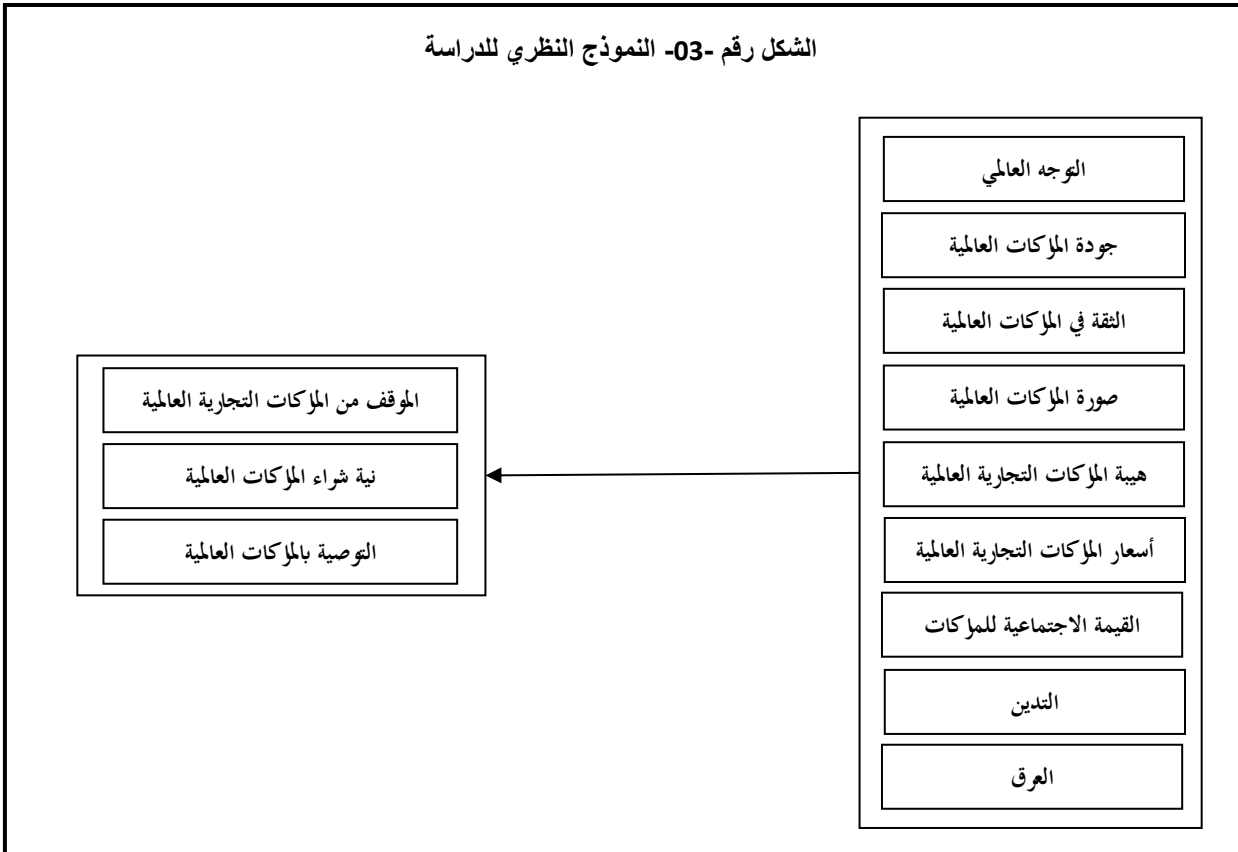 الشكل رقم -03- النموذج النظري للدراسة
التوجه العالمي
جودة الماركات العالمية
الثقة في الماركات العالمية
صورة الماركات العالمية
هيبة الماركات التجارية العالمية
أسعار الماركات التجارية العالمية
القيمة الاجتماعية للماركات
التدين
العرق
الموقف من الماركات التجارية العالمية
نية شراء الماركات العالمية
التوصية بالماركات العالمية